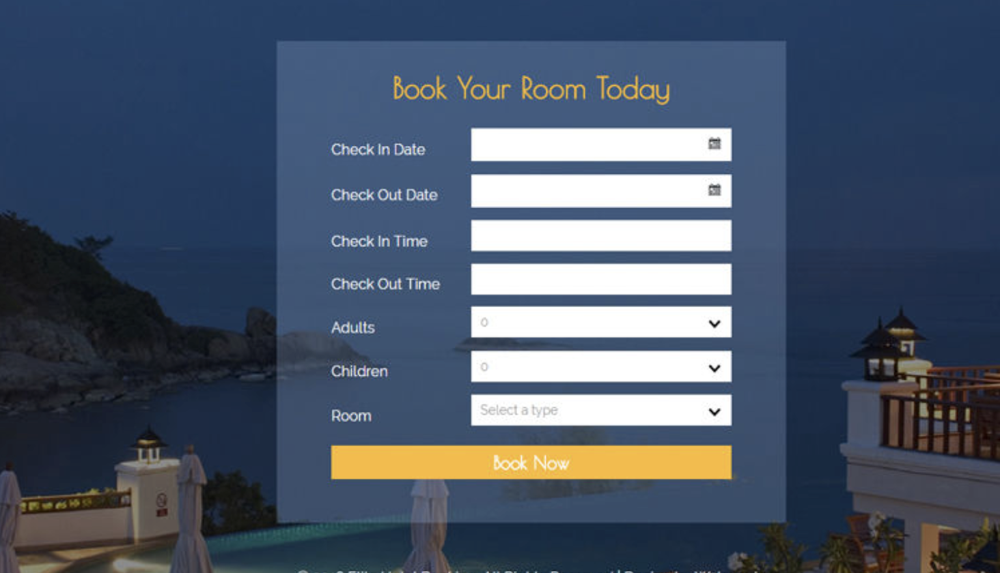 Book Your Room Today
Check In Date
Check Out Date
Check In Time
Check Out Time
Adults 0
Children 0
Room Select a type
Book Now